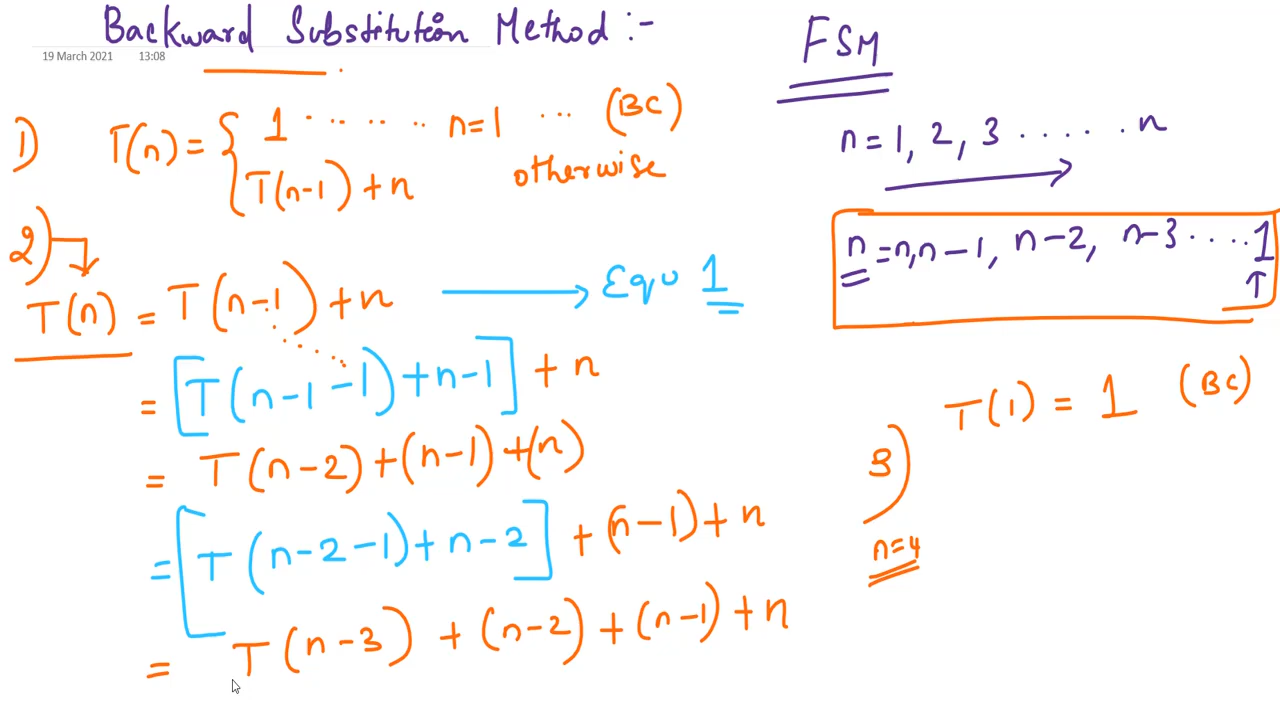 Backward Substitution Method :-
19 March 2021 13:08
1) T(n) = { 1 ........ n=1 ... (BC)
T(n-1) + n otherwise
2)
T(n) = T(n-1) + n → Equ 1
= [T(n-1-1) + n-1] + n
= T(n-2) + (n-1) + (n)
= [T(n-2-1) + n-2] + (n-1) + n
= T(n-3) + (n-2) + (n-1) + n
FSM
n = 1, 2, 3 ...... n
→
n = n, n-1, n-2, n-3 .... 1
↑
T(1) = 1 (BC)
3)
n=4